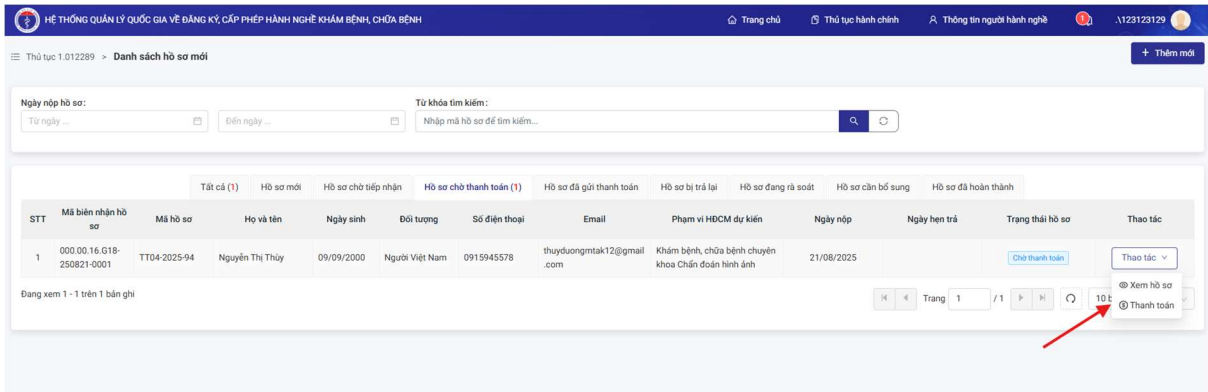 HỆ THỐNG QUẢN LÝ QUỐC GIA VỀ ĐĂNG KÝ, CẤP PHÉP HÀNH NGHỀ KHÁM BỆNH, CHỮA BỆNH
Trang chủ
Thủ tục hành chính
Thông tin người hành nghề
1
.\123123129
Thủ tục 1.012289 > Danh sách hồ sơ mới
+ Thêm mới
Ngày nộp hồ sơ:
Từ khóa tìm kiếm:
Từ ngày ...
Đến ngày ...
Nhập mã hồ sơ để tìm kiếm...
Tất cả (1)
Hồ sơ mới
Hồ sơ chờ tiếp nhận
Hồ sơ chờ thanh toán (1)
Hồ sơ đã gửi thanh toán
Hồ sơ bị trả lại
Hồ sơ đang rà soát
Hồ sơ cần bổ sung
Hồ sơ đã hoàn thành
STT
Mã biên nhận hồ
sơ
Mã hồ sơ
Họ và tên
Ngày sinh
Đối tượng
Số điện thoại
Email
Phạm vi HĐCM dự kiến
Ngày nộp
Ngày hẹn trả
Trạng thái hồ sơ
Thao tác
1
000.00.16.G18-
250821-0001
TT04-2025-94
Nguyễn Thị Thùy
09/09/2000
Người Việt Nam
0915945578
thuyduongmtak12@gmail
.com
Khám bệnh, chữa bệnh chuyên
khoa Chẩn đoán hình ảnh
21/08/2025
Chờ thanh toán
Thao tác
Xem hồ sơ
Thanh toán
Đang xem 1 - 1 trên 1 bản ghi
Trang 1 / 1
10